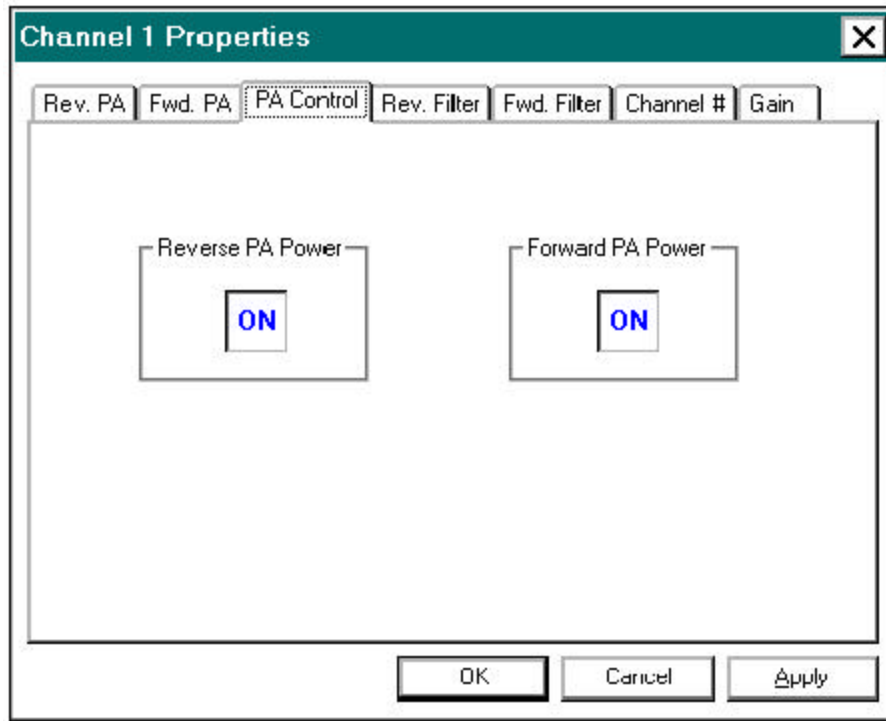 Channel 1 Properties
Rev. PA Fwd. PA PA Control Rev. Filter Fwd. Filter Channel # Gain
Reverse PA Power Forward PA Power
ON ON
OK Cancel Apply